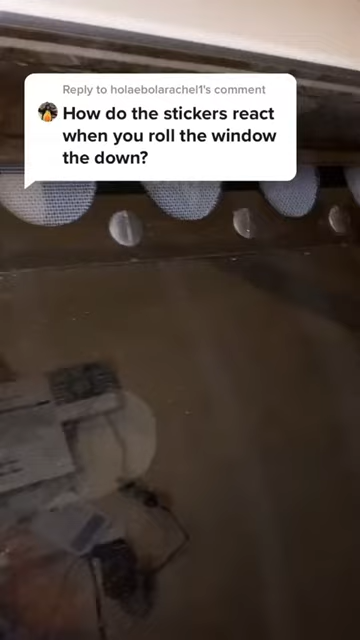 Reply to holaebolarachel1's comment
How do the stickers react
when you roll the window
the down?